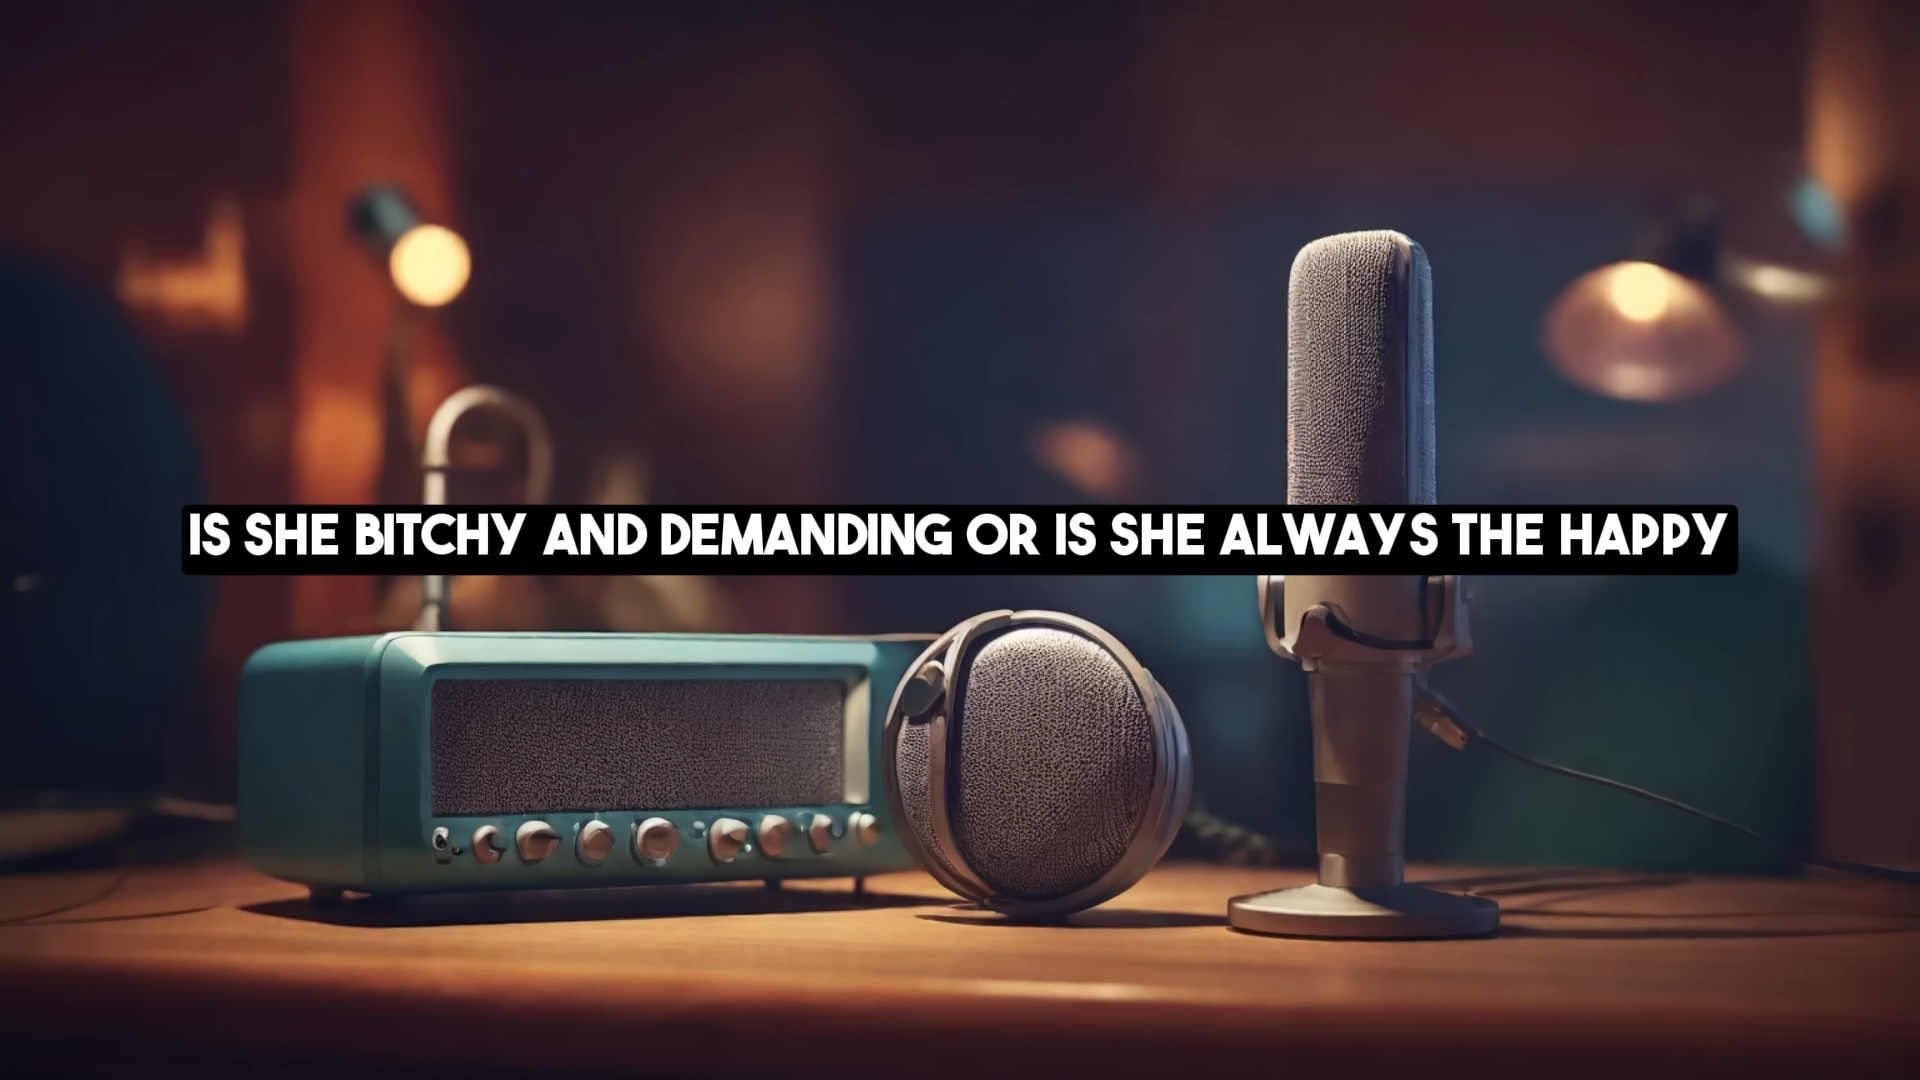 IS SHE BITCHY AND DEMANDING OR IS SHE ALWAYS THE HAPPY